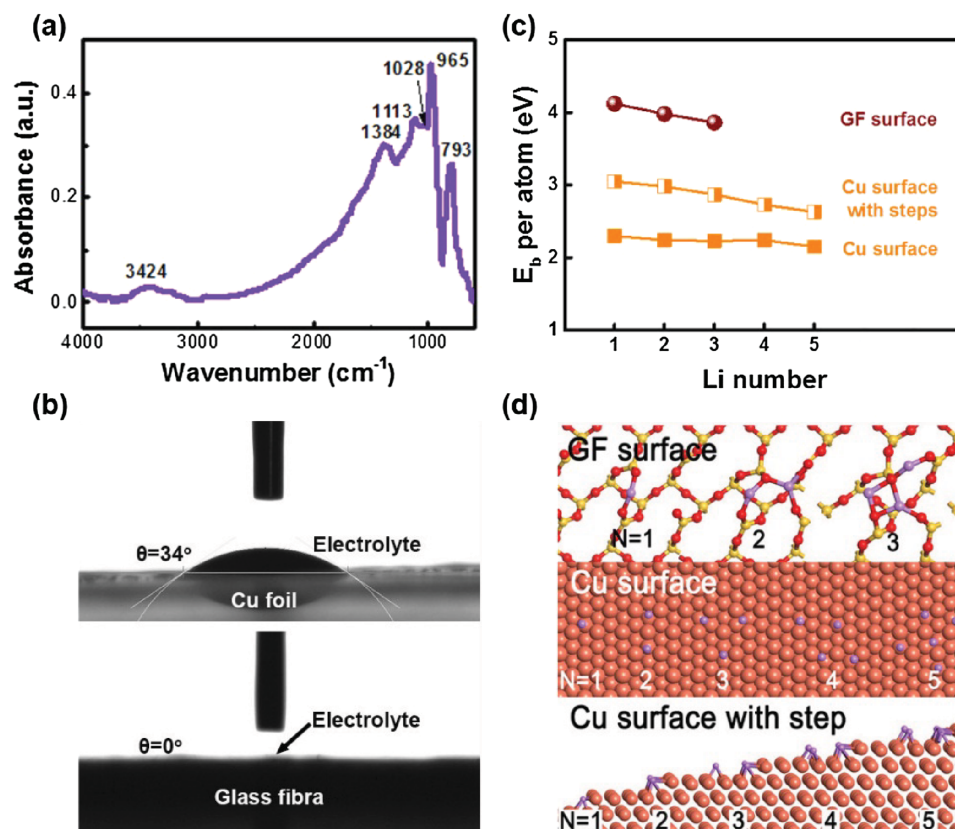 (a)
Absorbance (a.u.)
0.4
0.2
0.0
3424
1384
1113
1028
965
793
4000 3000 2000 1000
Wavenumber (cm⁻¹)
(c)
E_b per atom (eV)
5
4
3
2
1
GF surface
Cu surface
with steps
Cu surface
1 2 3 4 5
Li number
(b)
θ=34°
Electrolyte
Cu foil
Electrolyte
θ=0°
Glass fibra
(d)
GF surface
N=1 2 3
Cu surface
N=1 2 3 4 5
Cu surface with step
N=1 2 3 4 5